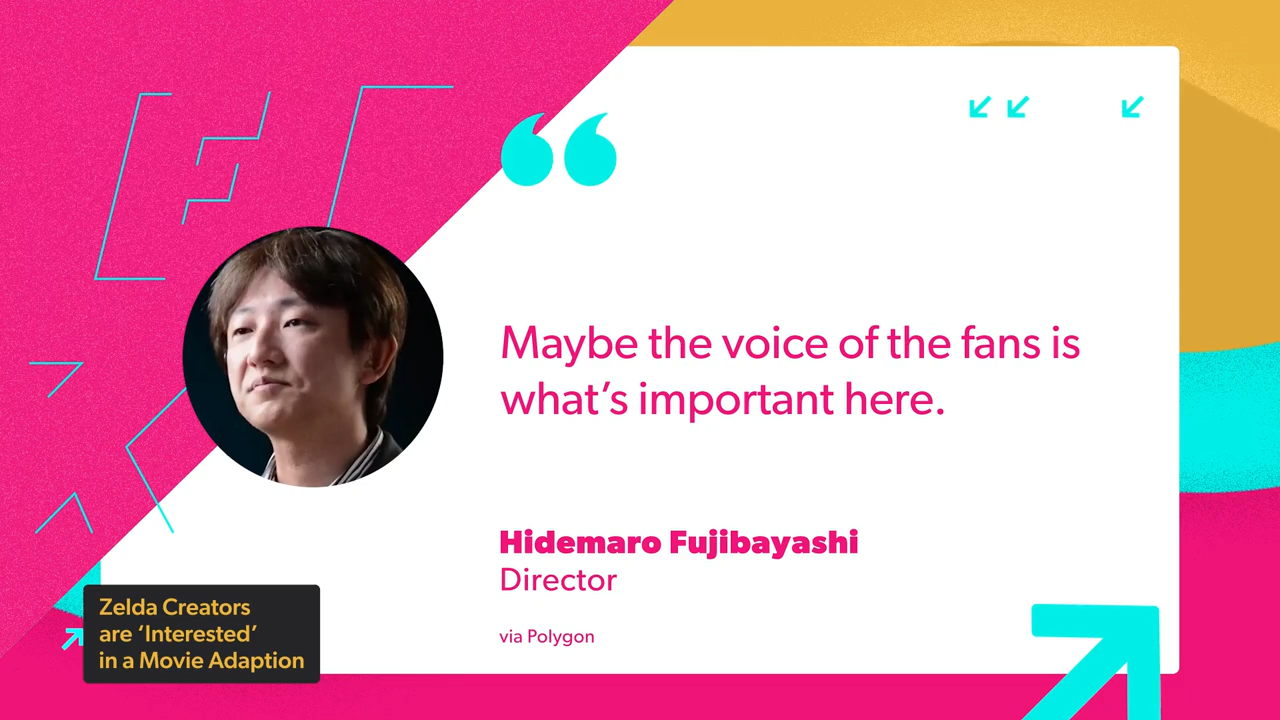 Maybe the voice of the fans is
what’s important here.
Hidemaro Fujibayashi
Director
via Polygon
Zelda Creators
are ‘Interested’
in a Movie Adaption